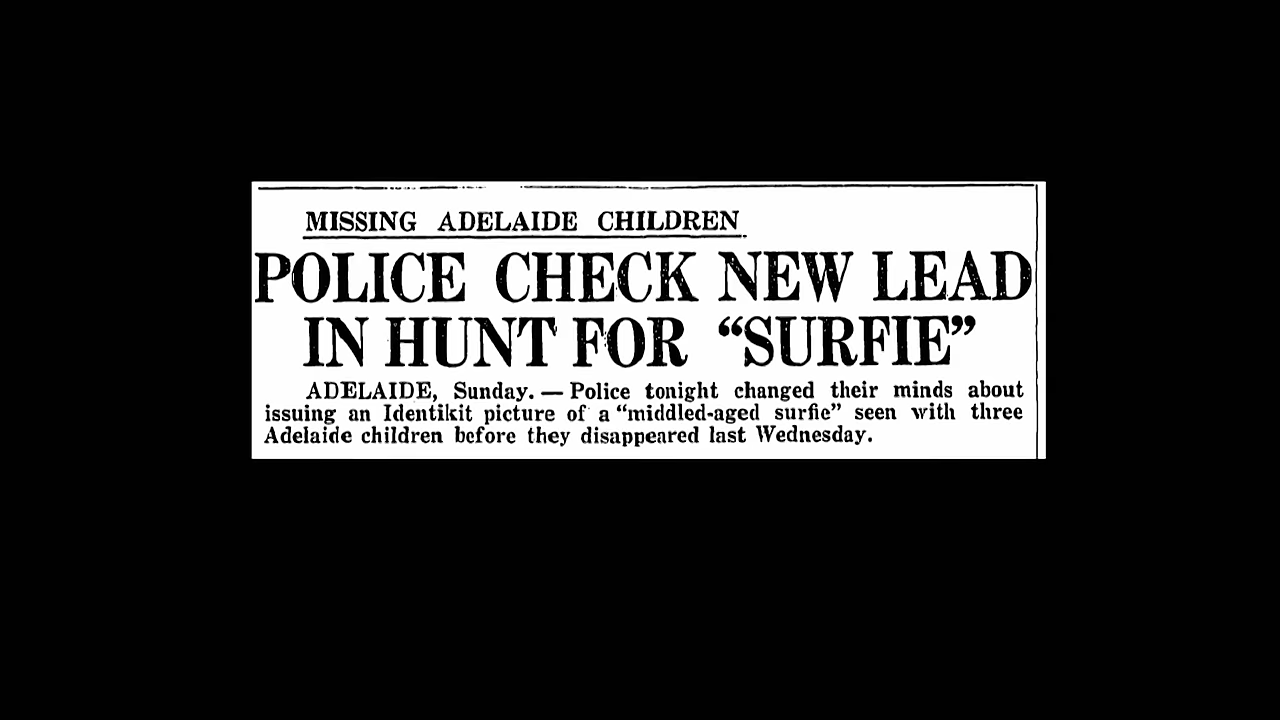 MISSING ADELAIDE CHILDREN
POLICE CHECK NEW LEAD
IN HUNT FOR “SURFIE”
ADELAIDE, Sunday. — Police tonight changed their minds about
issuing an Identikit picture of a “middled-aged surfie” seen with three
Adelaide children before they disappeared last Wednesday.